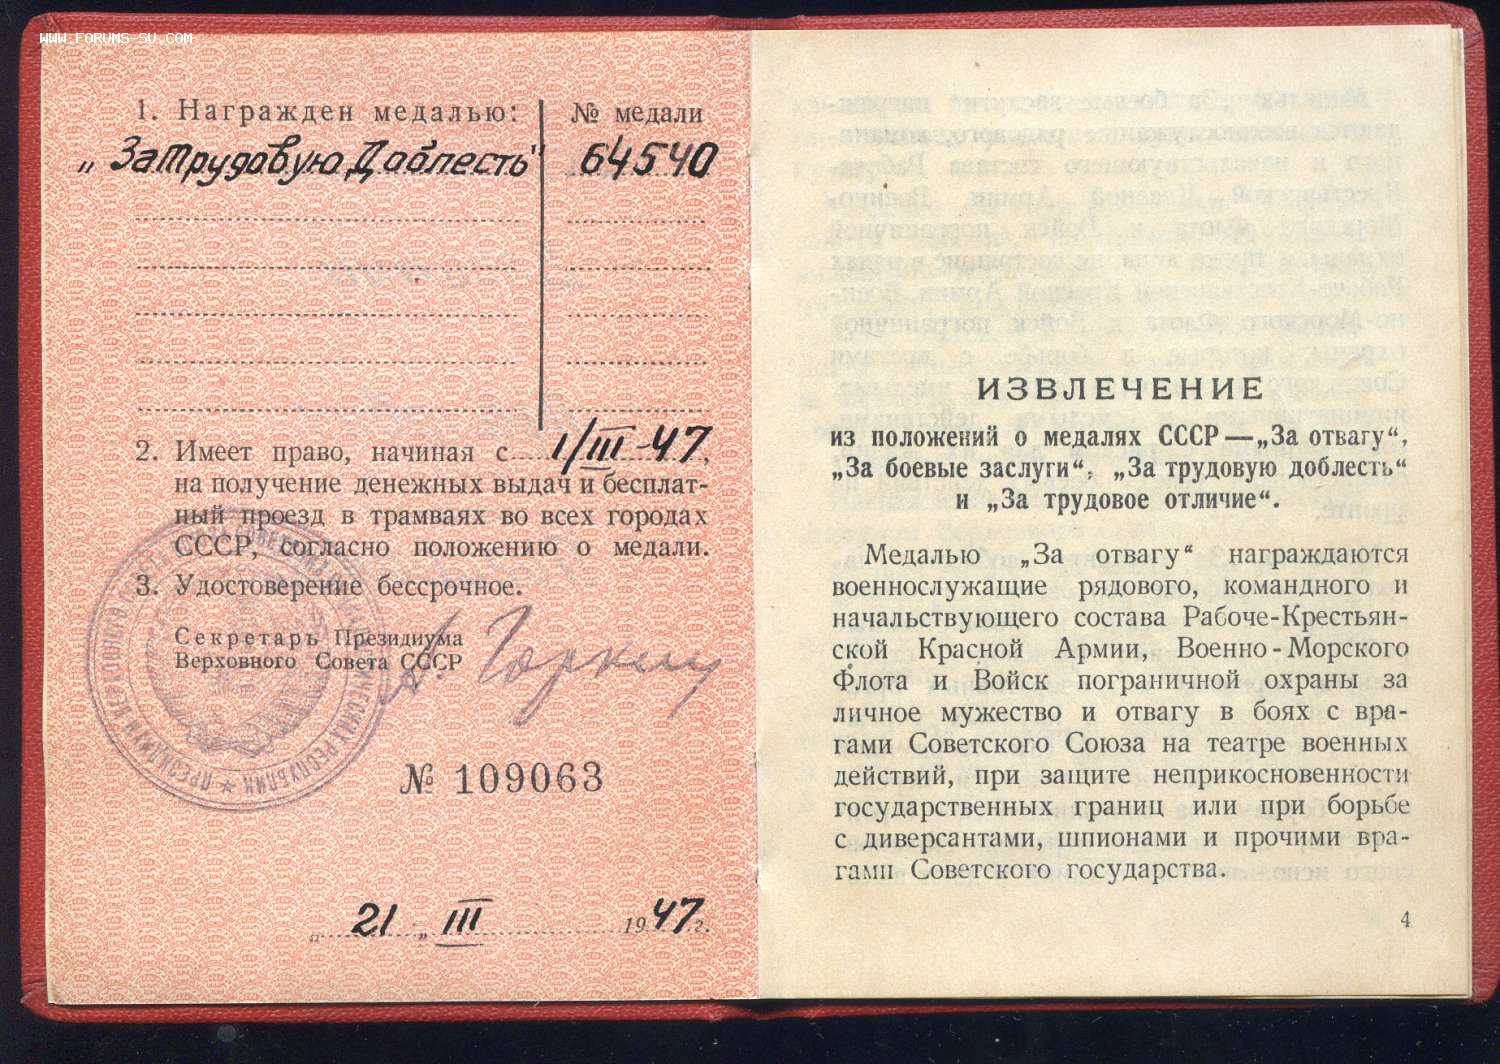 WWW.FORUMS-SU.COM
1. Награжден медалью:
№ медали
„За Трудовую Доблесть"
64540
2. Имеет право, начиная с 1/III-47,
на получение денежных выдач и бесплат-
ный проезд в трамваях во всех городах
СССР, согласно положению о медали.
3. Удостоверение бессрочное.
Секретарь Президиума
Верховного Совета СССР
А. Горкин
№ 109063
„21„ III 1947 г.
ИЗВЛЕЧЕНИЕ
из положений о медалях СССР—„За отвагу“,
„За боевые заслуги“, „За трудовую доблесть“
и „За трудовое отличие“.
Медалью „За отвагу“ награждаются
военнослужащие рядового, командного и
начальствующего состава Рабоче-Крестьян-
ской Красной Армии, Военно-Морского
Флота и Войск пограничной охраны за
личное мужество и отвагу в боях с вра-
гами Советского Союза на театре военных
действий, при защите неприкосновенности
государственных границ или при борьбе
с диверсантами, шпионами и прочими вра-
гами Советского государства.
4